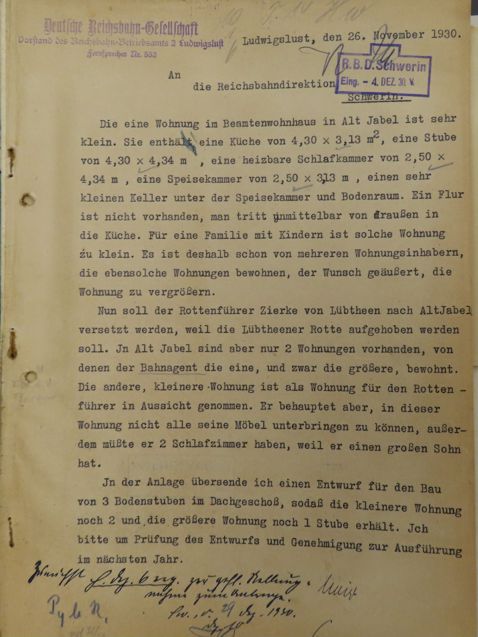 Deutsche Reichsbahn-Gesellschaft
Vorstand des Reichsbahn-Betriebsamts 2 Ludwigslust
Fernsprecher Nr. 553
Ludwigslust, den 26. November 1930.
R.B.D. Schwerin
Eing. - 4. DEZ. 30. V.
An
die Reichsbahndirektion
Schwerin.
Die eine Wohnung im Beamtenwohnhaus in Alt Jabel ist sehr
klein. Sie enthält eine Küche von 4,30 × 3,13 m², eine Stube
von 4,30 × 4,34 m , eine heizbare Schlafkammer von 2,50 ×
4,34 m , eine Speisekammer von 2,50 × 3,13 m , einen sehr
kleinen Keller unter der Speisekammer und Bodenraum. Ein Flur
ist nicht vorhanden, man tritt unmittelbar von draußen in
die Küche. Für eine Familie mit Kindern ist solche Wohnung
zu klein. Es ist deshalb schon von mehreren Wohnungsinhabern,
die ebensolche Wohnungen bewohnen, der Wunsch geäußert, die
Wohnung zu vergrößern.
Nun soll der Rottenführer Zierke von Lübtheen nach AltJabel
versetzt werden, weil die Lübtheener Rotte aufgehoben werden
soll. Jn Alt Jabel sind aber nur 2 Wohnungen vorhanden, von
denen der Bahnagent die eine, und zwar die größere, bewohnt.
Die andere, kleinere Wohnung ist als Wohnung für den Rotten -
führer in Aussicht genommen. Er behauptet aber, in dieser
Wohnung nicht alle seine Möbel unterbringen zu können, außer-
dem müßte er 2 Schlafzimmer haben, weil er einen großen Sohn
hat.
Jn der Anlage übersende ich einen Entwurf für den Bau
von 3 Bodenstuben im Dachgeschoß, sodaß die kleinere Wohnung
noch 2 und die größere Wohnung noch 1 Stube erhält. Jch
bitte um Prüfung des Entwurfs und Genehmigung zur Ausführung
im nächsten Jahr.